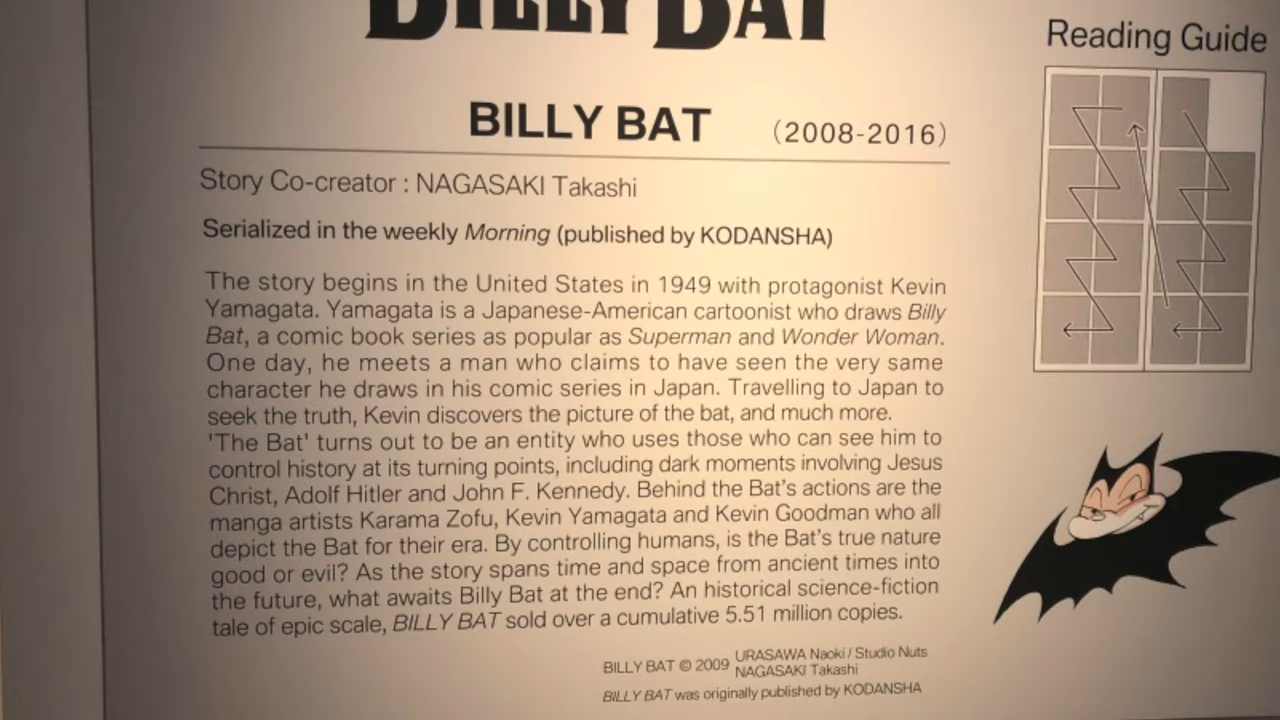 BILLY BAT
BILLY BAT (2008-2016)
Story Co-creator : NAGASAKI Takashi
Serialized in the weekly Morning (published by KODANSHA)
The story begins in the United States in 1949 with protagonist Kevin
Yamagata. Yamagata is a Japanese-American cartoonist who draws Billy
Bat, a comic book series as popular as Superman and Wonder Woman.
One day, he meets a man who claims to have seen the very same
character he draws in his comic series in Japan. Travelling to Japan to
seek the truth, Kevin discovers the picture of the bat, and much more.
'The Bat' turns out to be an entity who uses those who can see him to
control history at its turning points, including dark moments involving Jesus
Christ, Adolf Hitler and John F. Kennedy. Behind the Bat's actions are the
manga artists Karama Zofu, Kevin Yamagata and Kevin Goodman who all
depict the Bat for their era. By controlling humans, is the Bat's true nature
good or evil? As the story spans time and space from ancient times into
the future, what awaits Billy Bat at the end? An historical science-fiction
tale of epic scale, BILLY BAT sold over a cumulative 5.51 million copies.
BILLY BAT © 2009 URASAWA Naoki / Studio Nuts
NAGASAKI Takashi
BILLY BAT was originally published by KODANSHA
Reading Guide